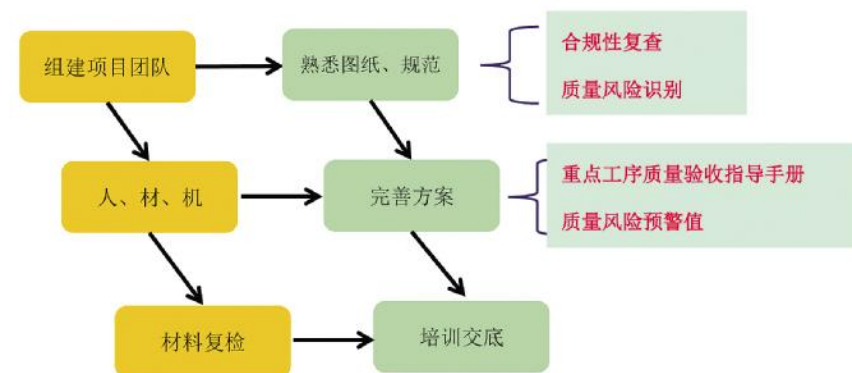 组建项目团队
熟悉图纸、规范
合规性复查
质量风险识别
人、材、机
完善方案
重点工序质量验收指导手册
质量风险预警值
材料复检
培训交底